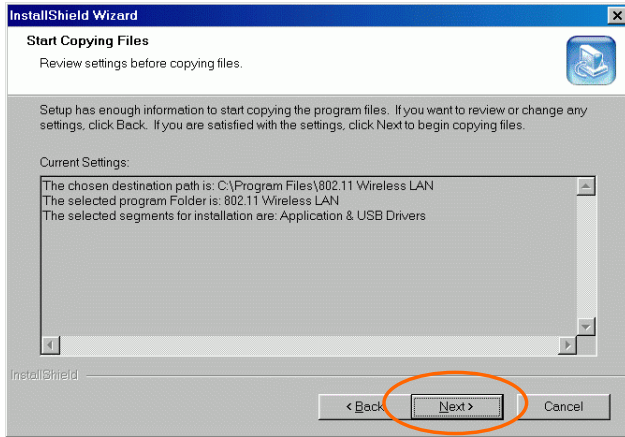 InstallShield Wizard
Start Copying Files
Review settings before copying files.
Setup has enough information to start copying the program files. If you want to review or change any
settings, click Back. If you are satisfied with the settings, click Next to begin copying files.
Current Settings:
The chosen destination path is: C:\Program Files\802.11 Wireless LAN
The selected program Folder is: 802.11 Wireless LAN
The selected segments for installation are: Application & USB Drivers
InstallShield
< Back Next > Cancel